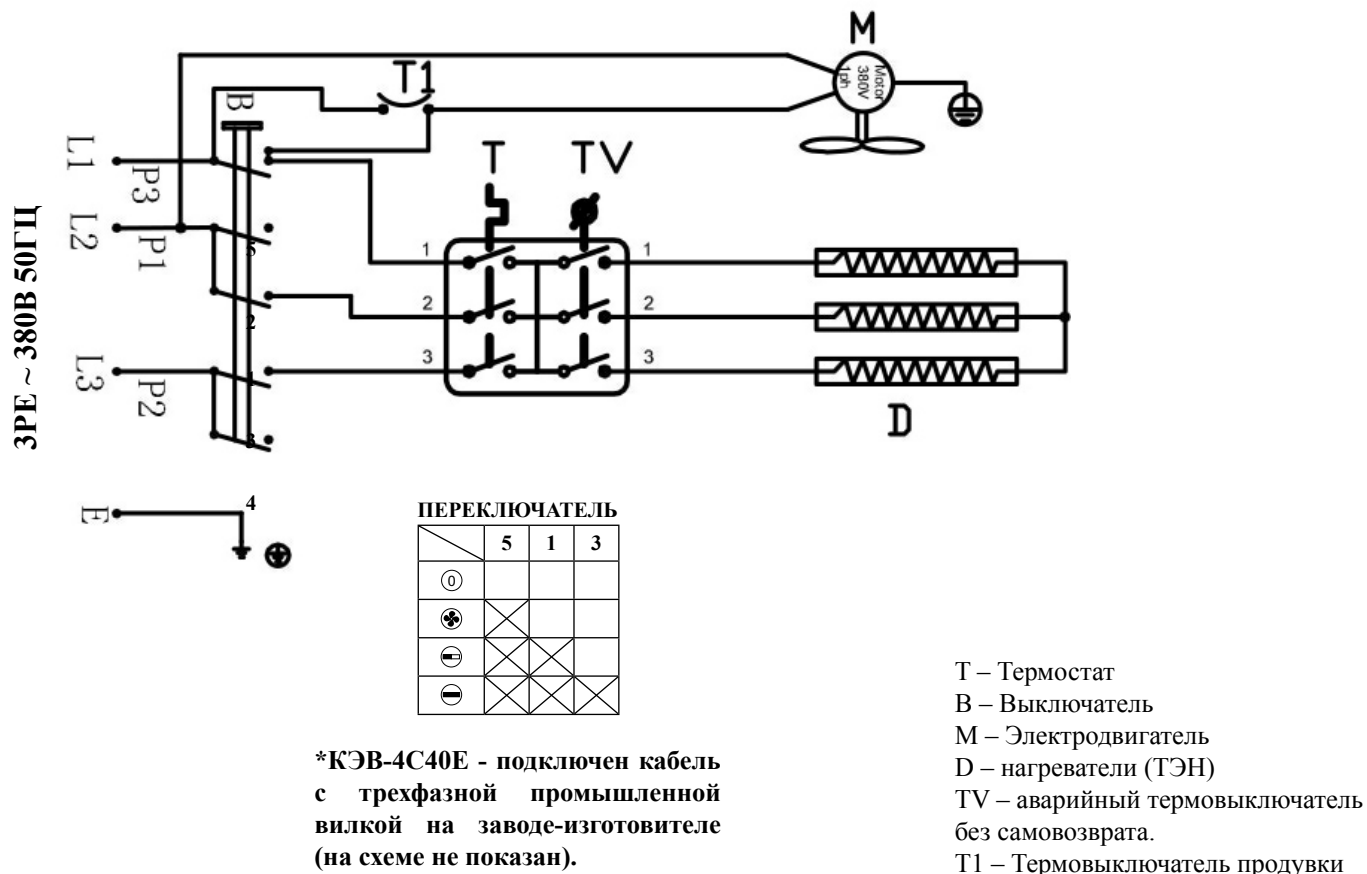 M
Motor
380V
1ph
T1
B
L1
P3
L2
P1
L3
P2
E
3PE ~ 380В 50ГЦ
T TV
1 1
2 2
3 3
5
2
1
3
4
D
ПЕРЕКЛЮЧАТЕЛЬ
5 1 3
0
*КЭВ-4С40Е - подключен кабель
с трехфазной промышленной
вилкой на заводе-изготовителе
(на схеме не показан).
T – Термостат
B – Выключатель
М – Электродвигатель
D – нагреватели (ТЭН)
TV – аварийный термовыключатель
без самовозврата.
T1 – Термовыключатель продувки